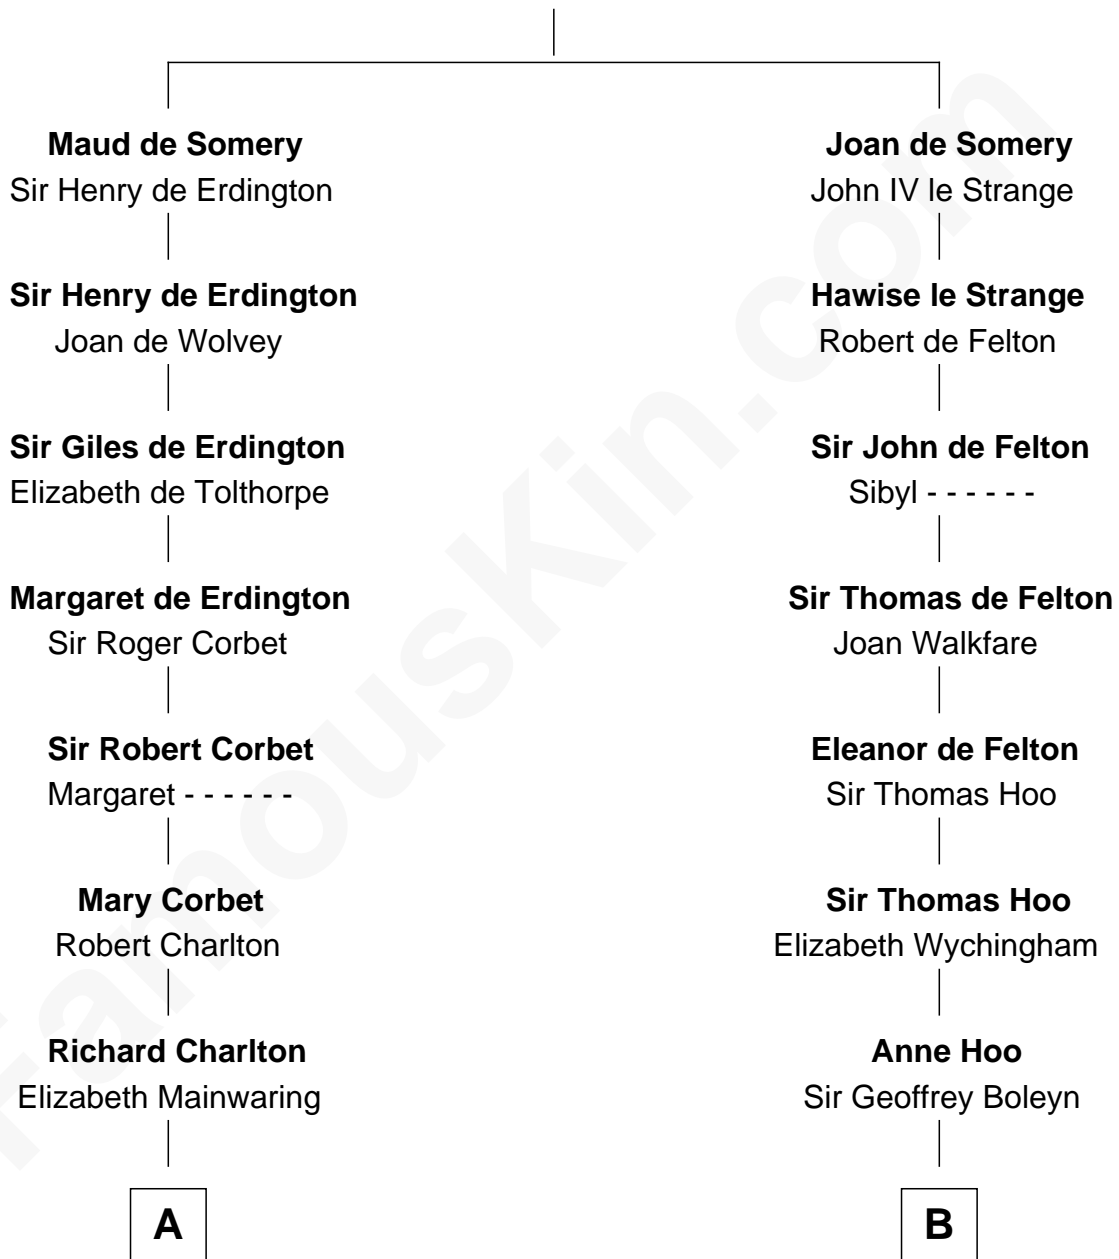 Maud de Somery
Sir Henry de Erdington
Sir Henry de Erdington
Joan de Wolvey
Sir Giles de Erdington
Elizabeth de Tolthorpe
Margaret de Erdington
Sir Roger Corbet
Sir Robert Corbet
Margaret - - - - - -
Mary Corbet
Robert Charlton
Richard Charlton
Elizabeth Mainwaring
A
Joan de Somery
John IV le Strange
Hawise le Strange
Robert de Felton
Sir John de Felton
Sibyl - - - - - -
Sir Thomas de Felton
Joan Walkfare
Eleanor de Felton
Sir Thomas Hoo
Sir Thomas Hoo
Elizabeth Wychingham
Anne Hoo
Sir Geoffrey Boleyn
B
FamousKin.com